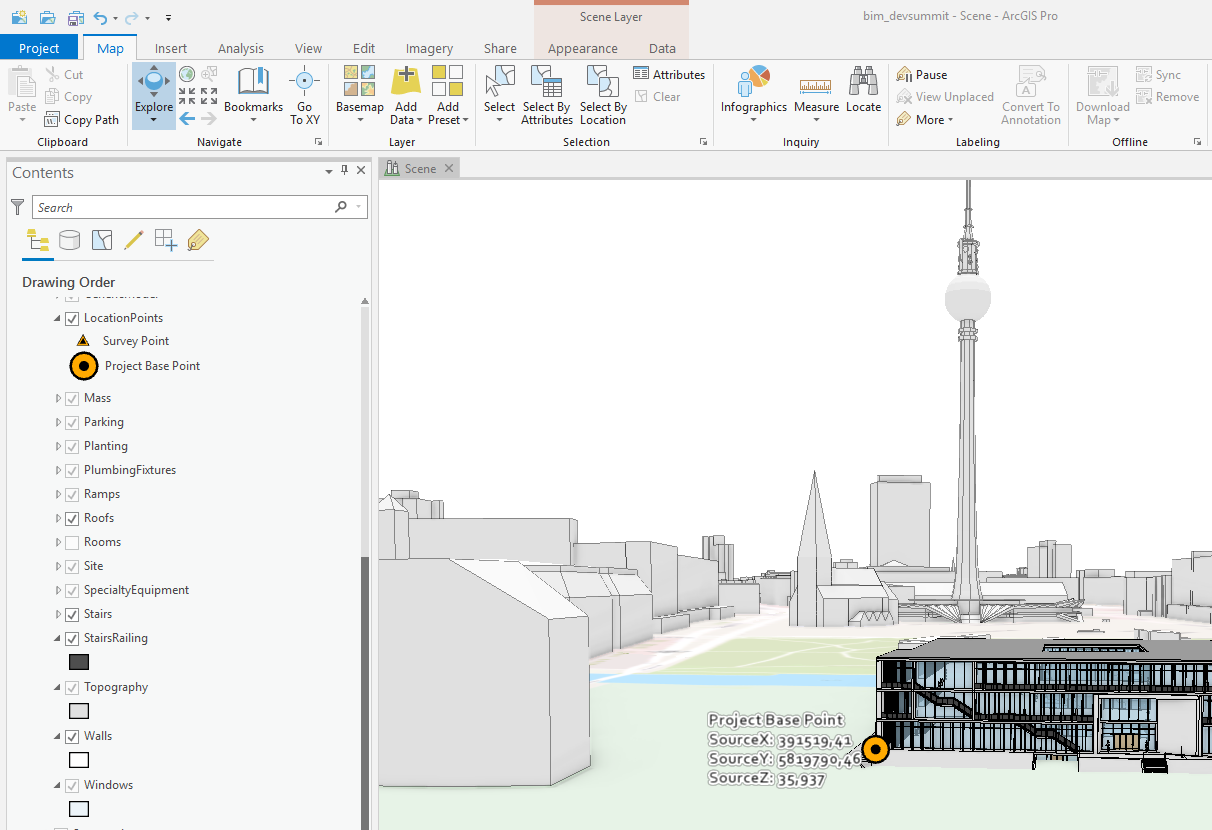 Scene Layer
bim_devsummit - Scene - ArcGIS Pro
Project Map Insert Analysis View Edit Imagery Share Appearance Data
Paste
Cut
Copy
Copy Path
Clipboard
Explore
Bookmarks
Go
To XY
Navigate
Basemap
Add
Data
Add
Preset
Layer
Select
Select By
Attributes
Select By
Location
Attributes
Clear
Selection
Infographics
Measure
Locate
Inquiry
Pause
View Unplaced
More
Convert To
Annotation
Labeling
Download
Map
Sync
Remove
Offline
Contents
Search
Drawing Order
LocationPoints
Survey Point
Project Base Point
Mass
Parking
Planting
PlumbingFixtures
Ramps
Roofs
Rooms
Site
SpecialtyEquipment
Stairs
StairsRailing
Topography
Walls
Windows
Scene
Project Base Point
SourceX: 391519,41
SourceY: 5819790,46
SourceZ: 35,937